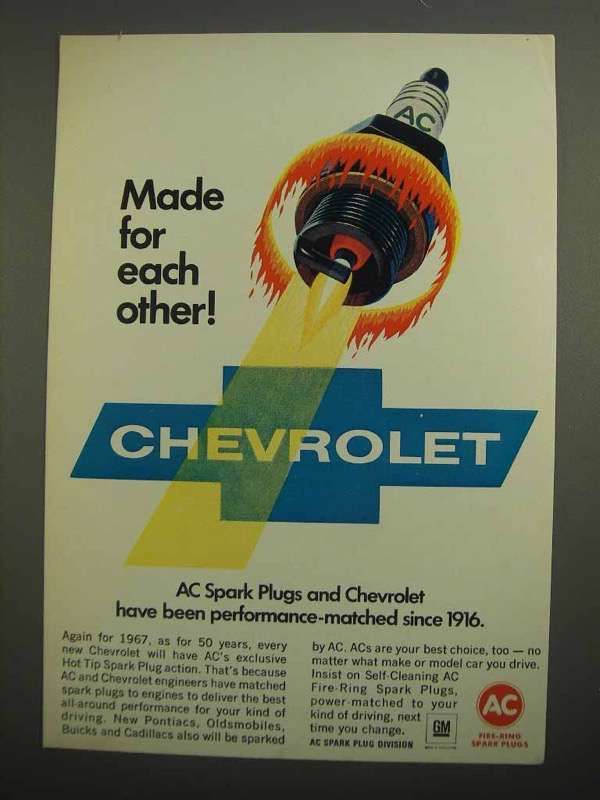 AC
Made
for
each
other!
CHEVROLET
AC Spark Plugs and Chevrolet
have been performance-matched since 1916.
Again for 1967, as for 50 years, every
new Chevrolet will have AC's exclusive
Hot Tip Spark Plug action. That's because
AC and Chevrolet engineers have matched
spark plugs to engines to deliver the best
all-around performance for your kind of
driving. New Pontiacs, Oldsmobiles,
Buicks and Cadillacs also will be sparked
by AC. ACs are your best choice, too — no
matter what make or model car you drive.
Insist on Self-Cleaning AC
Fire-Ring Spark Plugs,
power-matched to your
kind of driving, next
time you change.
AC SPARK PLUG DIVISION
GM
AC
FIRE-RING
SPARK PLUGS